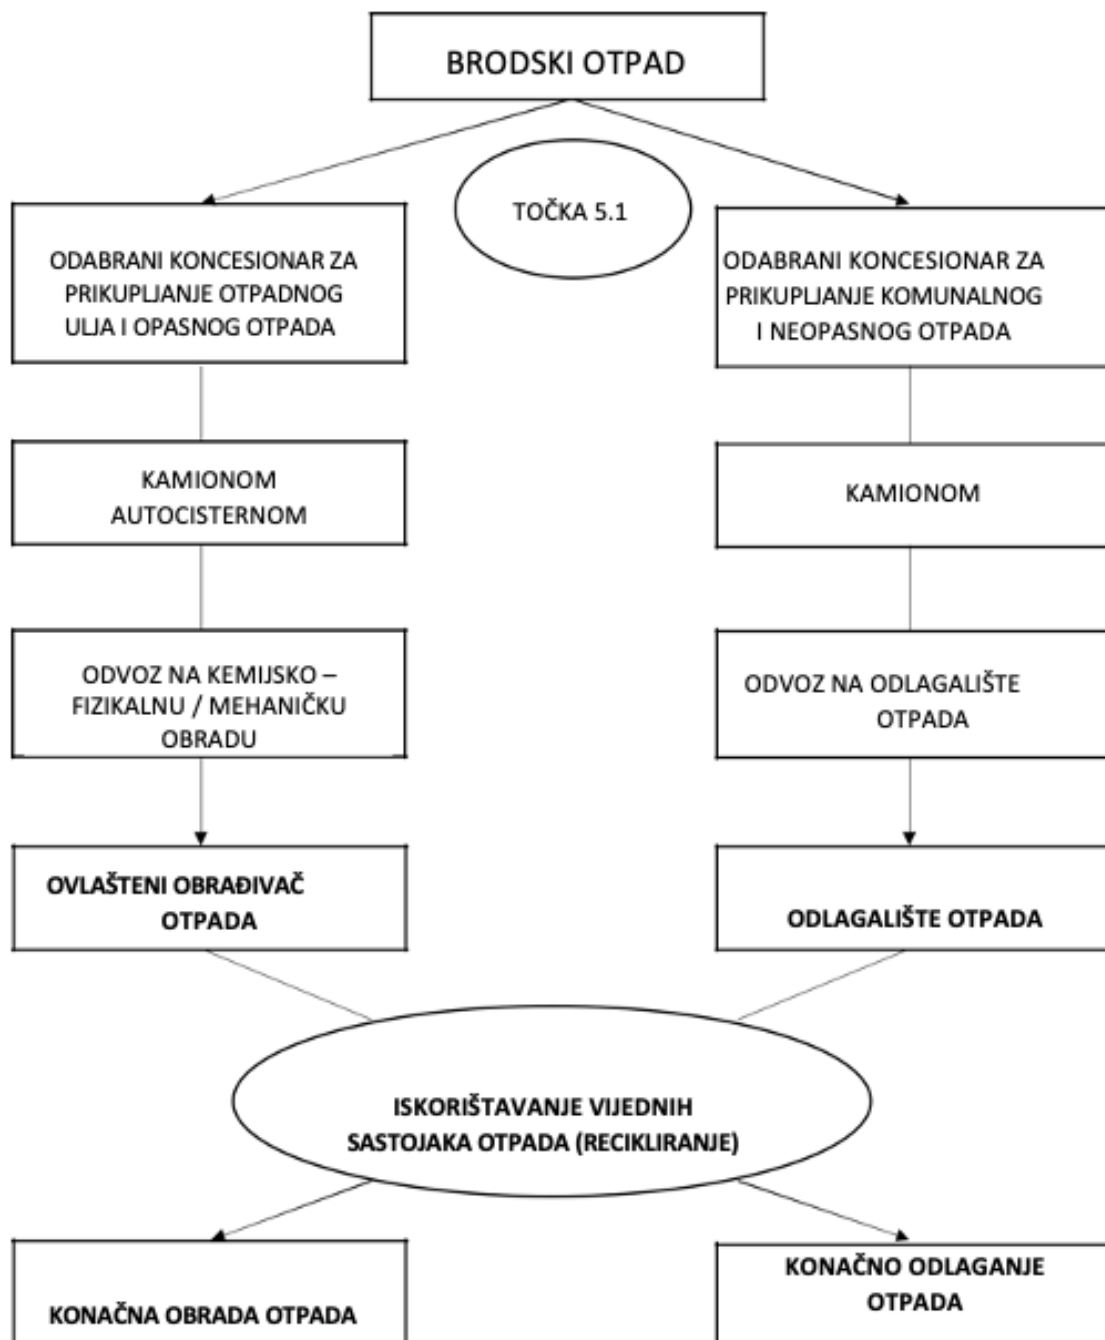 BRODSKI OTPAD
TOČKA 5.1
ODABRANI KONCESIONAR ZA
PRIKUPLJANJE OTPADNOG
ULJA I OPASNOG OTPADA
ODABRANI KONCESIONAR ZA
PRIKUPLJANJE KOMUNALNOG
I NEOPASNOG OTPADA
KAMIONOM
AUTOCISTERNOM
KAMIONOM
ODVOZ NA KEMIJSKO –
FIZIKALNU / MEHANIČKU
OBRADU
ODVOZ NA ODLAGALIŠTE
OTPADA
OVLAŠTENI OBRAĐIVAČ
OTPADA
ODLAGALIŠTE OTPADA
ISKORIŠTAVANJE VIJEDNIH
SASTOJAKA OTPADA (RECIKLIRANJE)
KONAČNA OBRADA OTPADA
KONAČNO ODLAGANJE
OTPADA